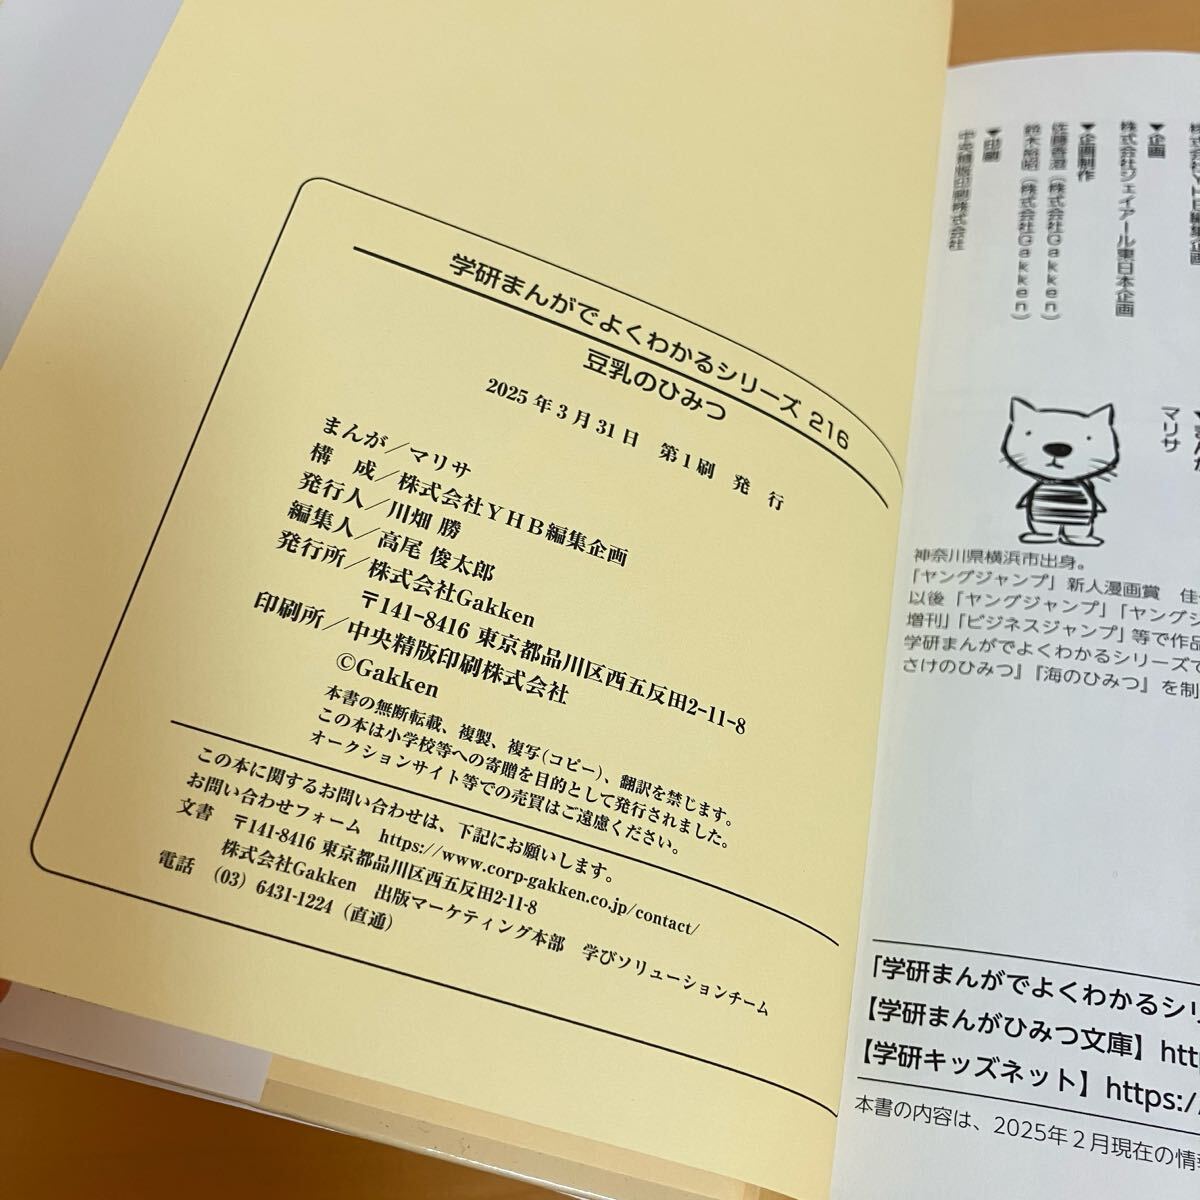 学研まんがでよくわかるシリーズ 216
豆乳のひみつ
2025年3月31日 第1刷 発行
まんが／マリサ
構 成／株式会社ＹＨＢ編集企画
発行人／川畑 勝
編集人／高尾 俊太郎
発行所／株式会社Gakken
〒141-8416 東京都品川区西五反田2-11-8
印刷所／中央精版印刷株式会社
©Gakken
本書の無断転載、複製、複写(コピー)、翻訳を禁じます。
この本は小学校等への寄贈を目的として発行されました。
オークションサイト等での売買はご遠慮ください。
この本に関するお問い合わせは、下記にお願いします。
お問い合わせフォーム https://www.corp-gakken.co.jp/contact/
文書 〒141-8416 東京都品川区西五反田2-11-8
株式会社Gakken 出版マーケティング本部 学びソリューションチーム
電話 (03) 6431-1224 (直通)
株式会社ＹＨＢ編集企画
▼企画
株式会社ジェイアール東日本企画
▼企画制作
佐藤香澄（株式会社Gakken）
（株式会社Gakken）
▼印刷
中央精版印刷株式会社
マリサ
神奈川県横浜市出身。
「ヤングジャンプ」新人漫画賞 佳
以後「ヤングジャンプ」「ヤングジ
増刊」「ビジネスジャンプ」等で作品
学研まんがでよくわかるシリーズで
さけのひみつ』『海のひみつ』を制
「学研まんがでよくわかるシリ
【学研まんがひみつ文庫】http
【学研キッズネット】https:/
本書の内容は、2025年2月現在の情報